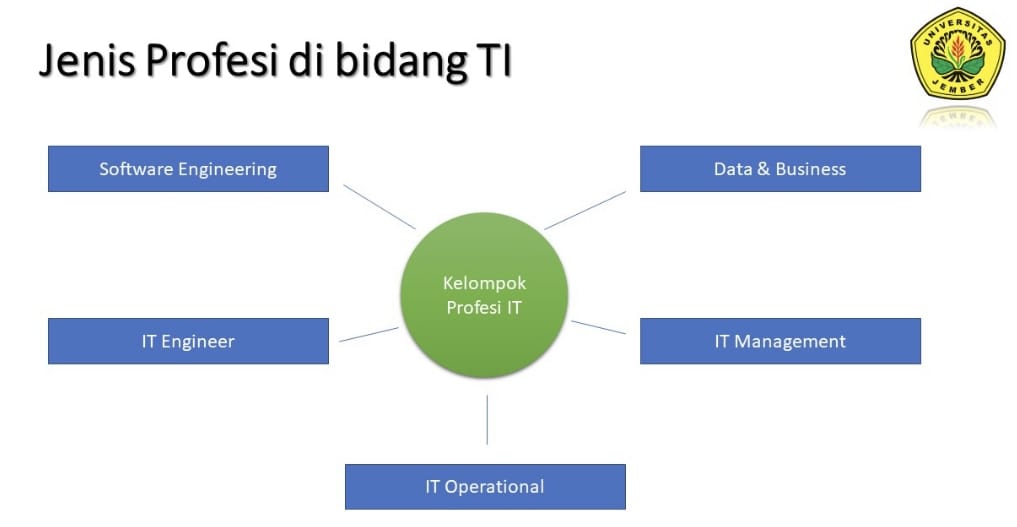 Jenis Profesi di bidang TI
UNIVERSITAS
JEMBER
Software Engineering
Data & Business
Kelompok
Profesi IT
IT Engineer
IT Management
IT Operational